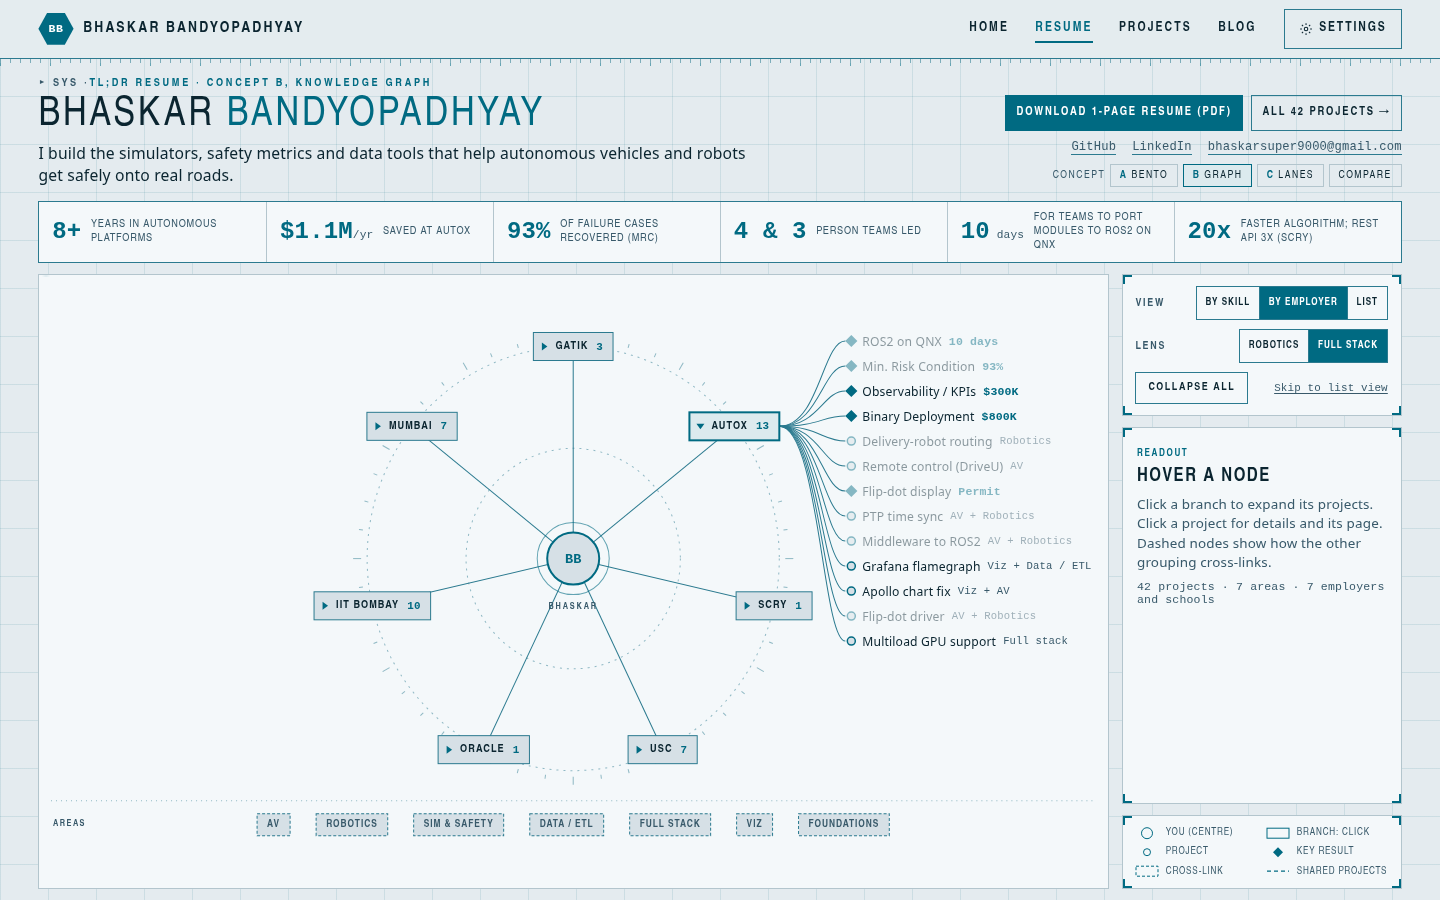 BB BHASKAR BANDYOPADHYAY
HOME RESUME PROJECTS BLOG SETTINGS
▸ SYS ·TL;DR RESUME · CONCEPT B, KNOWLEDGE GRAPH
BHASKAR BANDYOPADHYAY
I build the simulators, safety metrics and data tools that help autonomous vehicles and robots
get safely onto real roads.
DOWNLOAD 1-PAGE RESUME (PDF) ALL 42 PROJECTS →
GitHub LinkedIn bhaskarsuper9000@gmail.com
CONCEPT A BENTO B GRAPH C LANES COMPARE
8+ YEARS IN AUTONOMOUS
PLATFORMS
$1.1M/yr SAVED AT AUTOX
93% OF FAILURE CASES
RECOVERED (MRC)
4 & 3 PERSON TEAMS LED
10 days FOR TEAMS TO PORT
MODULES TO ROS2 ON
QNX
20x FASTER ALGORITHM; REST
API 3X (SCRY)
GATIK 3
MUMBAI 7
AUTOX 13
BB
BHASKAR
IIT BOMBAY 10
SCRY 1
ORACLE 1
USC 7
ROS2 on QNX 10 days
Min. Risk Condition 93%
Observability / KPIs $300K
Binary Deployment $800K
Delivery-robot routing Robotics
Remote control (DriveU) AV
Flip-dot display Permit
PTP time sync AV + Robotics
Middleware to ROS2 AV + Robotics
Grafana flamegraph Viz + Data / ETL
Apollo chart fix Viz + AV
Flip-dot driver AV + Robotics
Multiload GPU support Full stack
AREAS AV ROBOTICS SIM & SAFETY DATA / ETL FULL STACK VIZ FOUNDATIONS
VIEW BY SKILL BY EMPLOYER LIST
LENS ROBOTICS FULL STACK
COLLAPSE ALL Skip to list view
READOUT
HOVER A NODE
Click a branch to expand its projects.
Click a project for details and its page.
Dashed nodes show how the other
grouping cross-links.
42 projects · 7 areas · 7 employers
and schools
YOU (CENTRE) BRANCH: CLICK
PROJECT KEY RESULT
CROSS-LINK SHARED PROJECTS